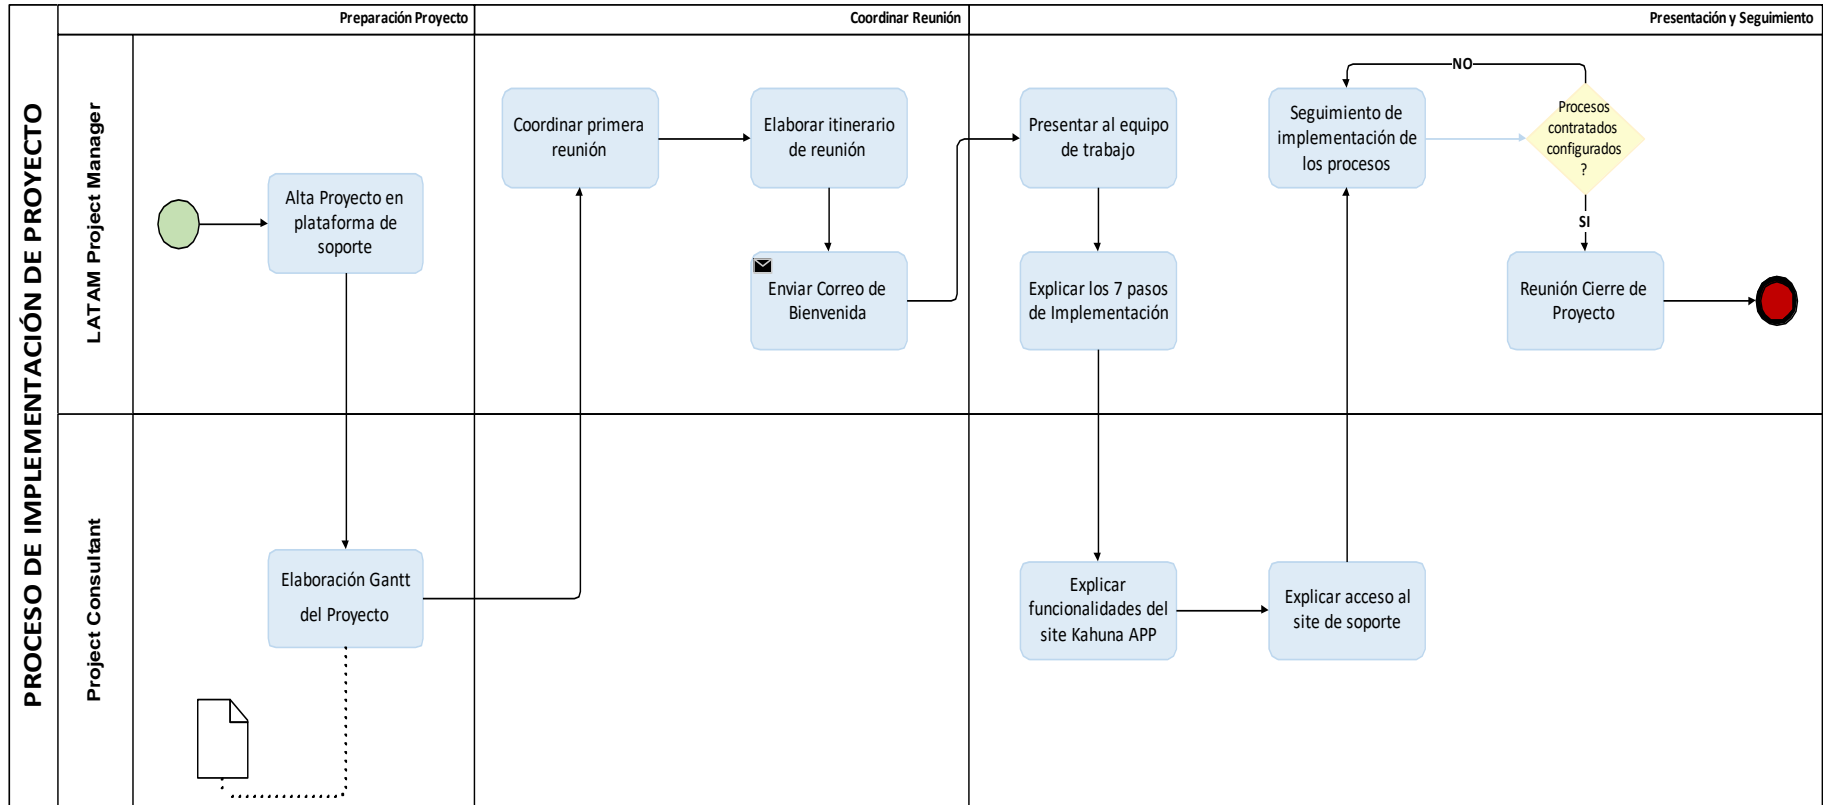 PROCESO DE IMPLEMENTACIÓN DE PROYECTO
Preparación Proyecto
Coordinar Reunión
Presentación y Seguimiento
LATAM Project Manager
Alta Proyecto en
plataforma de
soporte
Coordinar primera
reunión
Elaborar itinerario
de reunión
Enviar Correo de
Bienvenida
Presentar al equipo
de trabajo
Explicar los 7 pasos
de Implementación
Seguimiento de
implementación de
los procesos
NO
Procesos
contratados
configurados
?
SI
Reunión Cierre de
Proyecto
Project Consultant
Elaboración Gantt
del Proyecto
Explicar
funcionalidades del
site Kahuna APP
Explicar acceso al
site de soporte